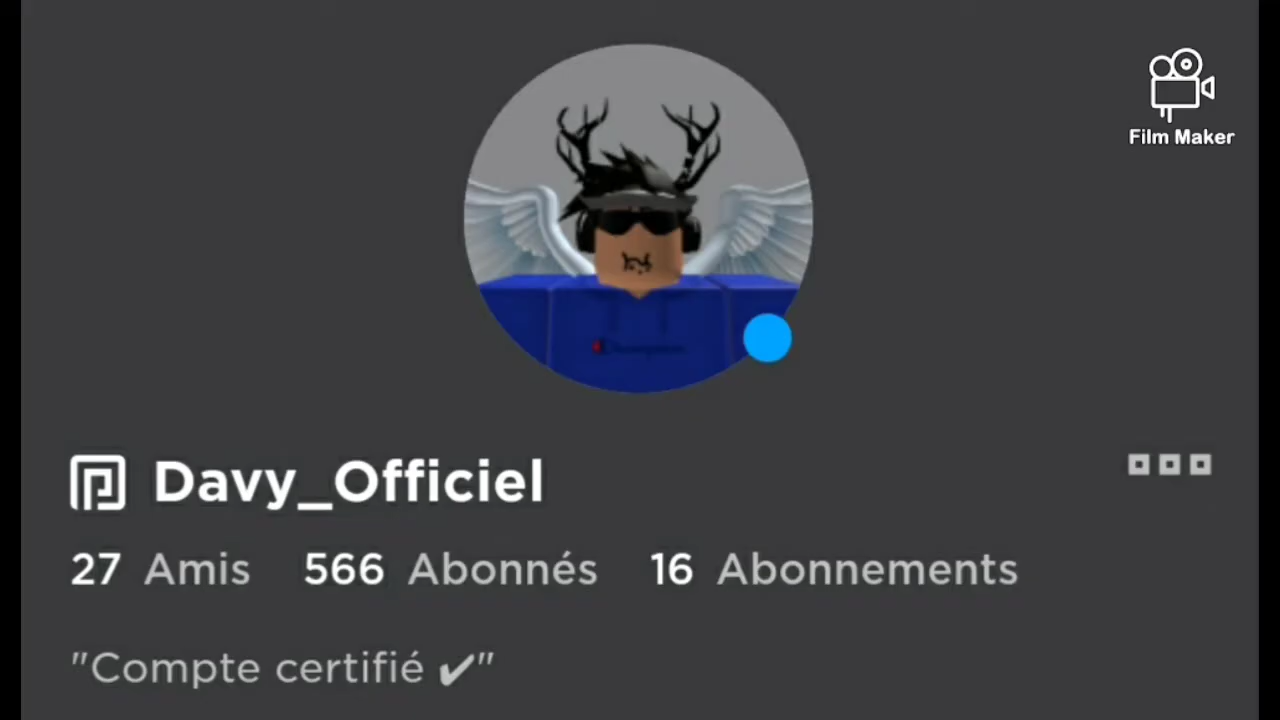 Film Maker
Davy_Officiel
27 Amis 566 Abonnés 16 Abonnements
"Compte certifié ✔"